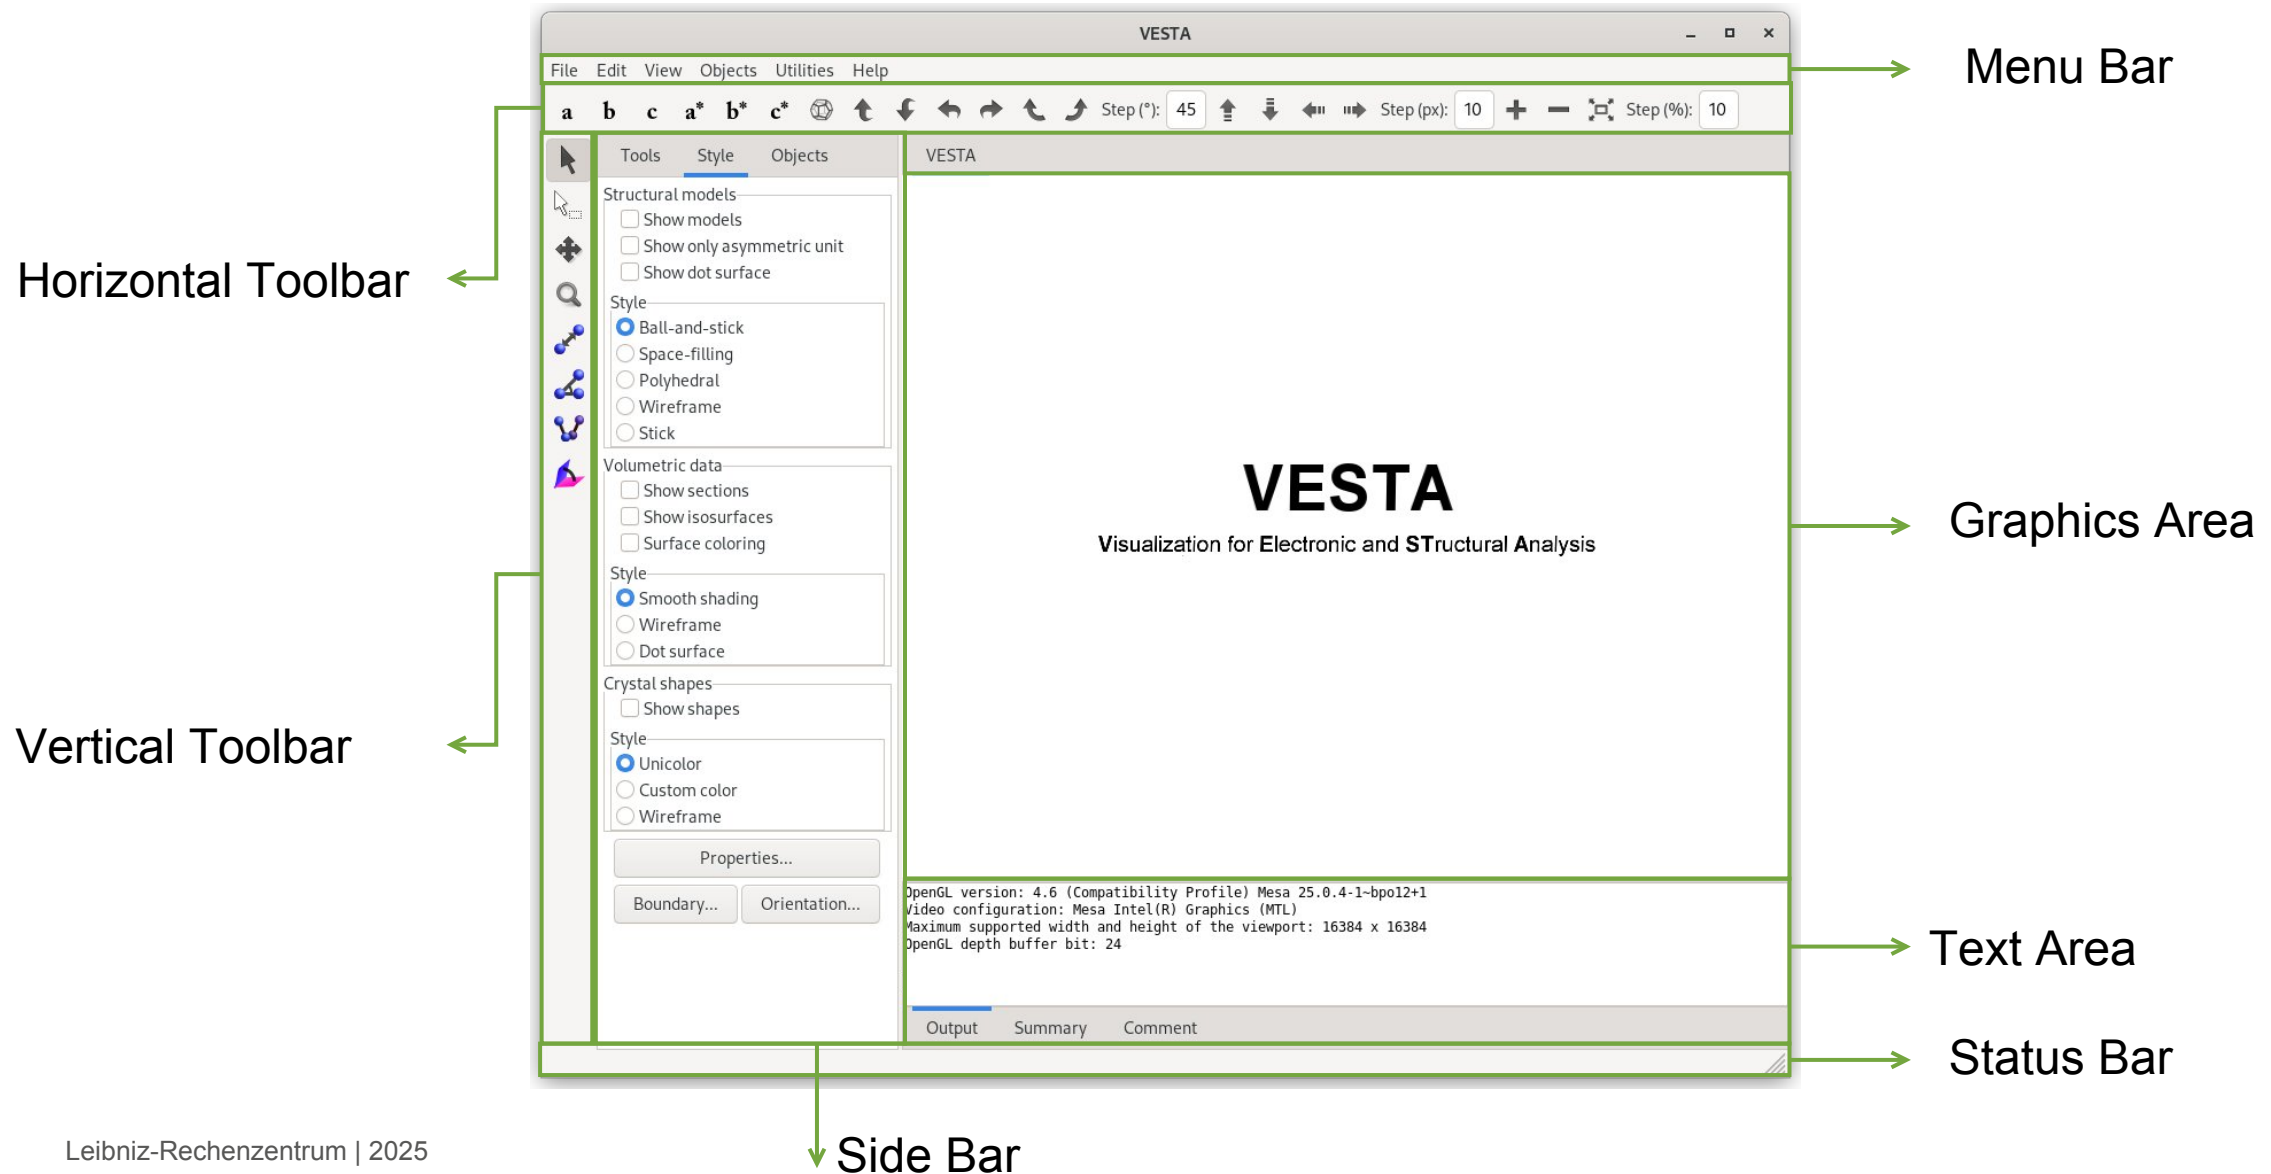 VESTA
File Edit View Objects Utilities Help
Menu Bar
a b c a* b* c* Step (°): 45 Step (px): 10 Step (%): 10
Horizontal Toolbar
Tools Style Objects
VESTA
Structural models
Show models
Show only asymmetric unit
Show dot surface
Style
Ball-and-stick
Space-filling
Polyhedral
Wireframe
Stick
Volumetric data
Show sections
Show isosurfaces
Surface coloring
Style
Smooth shading
Wireframe
Dot surface
Crystal shapes
Show shapes
Style
Unicolor
Custom color
Wireframe
Properties...
Boundary... Orientation...
Vertical Toolbar
VESTA
Visualization for Electronic and STructural Analysis
Graphics Area
OpenGL version: 4.6 (Compatibility Profile) Mesa 25.0.4-1~bpo12+1
Video configuration: Mesa Intel(R) Graphics (MTL)
Maximum supported width and height of the viewport: 16384 x 16384
OpenGL depth buffer bit: 24
Text Area
Output Summary Comment
Status Bar
Side Bar
Leibniz-Rechenzentrum | 2025